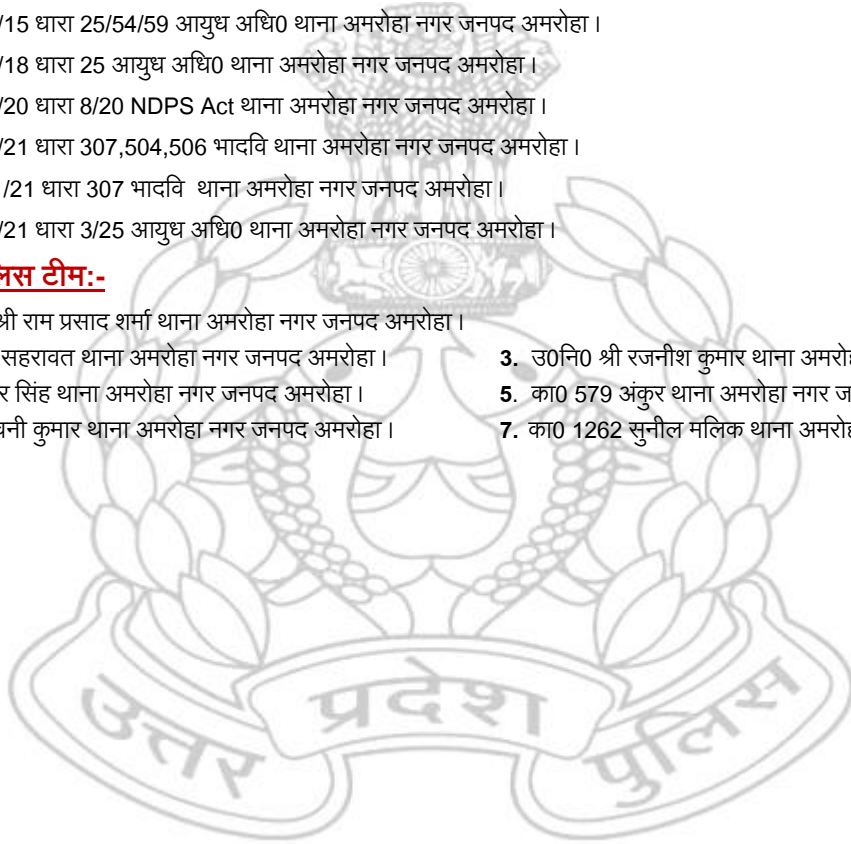 /15 धारा 25/54/59 आयुध अधि0 थाना अमरोहा नगर जनपद अमरोहा।
/18 धारा 25 आयुध अधि0 थाना अमरोहा नगर जनपद अमरोहा।
/20 धारा 8/20 NDPS Act थाना अमरोहा नगर जनपद अमरोहा।
/21 धारा 307,504,506 भादवि थाना अमरोहा नगर जनपद अमरोहा।
/21 धारा 307 भादवि थाना अमरोहा नगर जनपद अमरोहा।
/21 धारा 3/25 आयुध अधि0 थाना अमरोहा नगर जनपद अमरोहा।
टीम:-
श्री राम प्रसाद शर्मा थाना अमरोहा नगर जनपद अमरोहा।
सहरावत थाना अमरोहा नगर जनपद अमरोहा। 3. उ0नि0 श्री रजनीश कुमार थाना
सिंह थाना अमरोहा नगर जनपद अमरोहा। 5. का0 579 अंकुर थाना अमरोहा नगर
कुमार थाना अमरोहा नगर जनपद अमरोहा। 7. का0 1262 सुनील मलिक थाना
उत्तर प्रदेश पुलिस